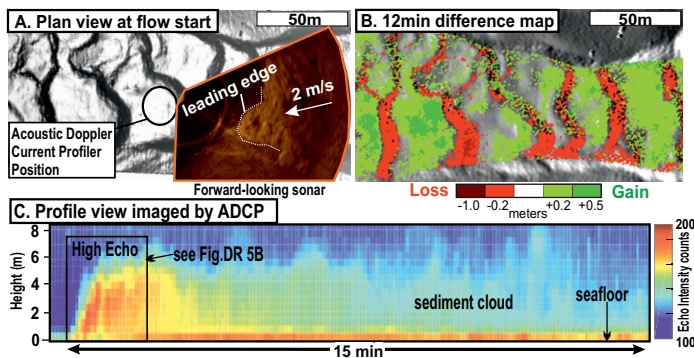 A. Plan view at flow start
50m
leading edge
2 m/s
Acoustic Doppler
Current Profiler
Position
Forward-looking sonar
B. 12min difference map
50m
Loss
Gain
-1.0 -0.2 +0.2 +0.5
meters
C. Profile view imaged by ADCP
8
6
4
2
0
Height (m)
High Echo
see Fig.DR 5B
sediment cloud
seafloor
15 min
200
100
Echo Intensity counts